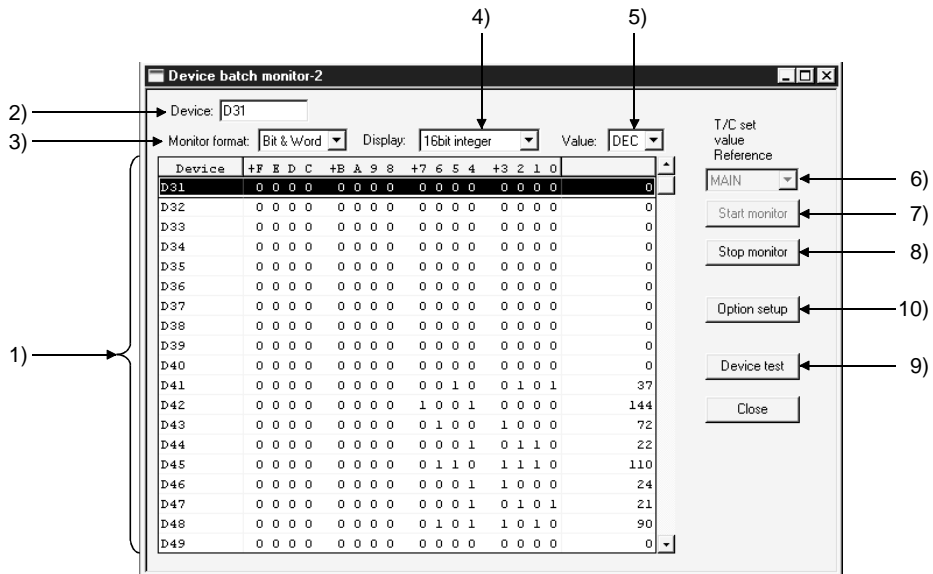 4) 5)
Device batch monitor-2
2) Device: D31
3) Monitor format: Bit & Word Display: 16bit integer Value: DEC
T/C set
value
Reference
MAIN 6)
Start monitor 7)
Stop monitor 8)
Option setup 10)
Device test 9)
Close
1)
Device +F E D C +B A 9 8 +7 6 5 4 +3 2 1 0
D31 0 0 0 0 0 0 0 0 0 0 0 0 0 0 0 0 0
D32 0 0 0 0 0 0 0 0 0 0 0 0 0 0 0 0 0
D33 0 0 0 0 0 0 0 0 0 0 0 0 0 0 0 0 0
D34 0 0 0 0 0 0 0 0 0 0 0 0 0 0 0 0 0
D35 0 0 0 0 0 0 0 0 0 0 0 0 0 0 0 0 0
D36 0 0 0 0 0 0 0 0 0 0 0 0 0 0 0 0 0
D37 0 0 0 0 0 0 0 0 0 0 0 0 0 0 0 0 0
D38 0 0 0 0 0 0 0 0 0 0 0 0 0 0 0 0 0
D39 0 0 0 0 0 0 0 0 0 0 0 0 0 0 0 0 0
D40 0 0 0 0 0 0 0 0 0 0 0 0 0 0 0 0 0
D41 0 0 0 0 0 0 0 0 0 0 1 0 0 1 0 1 37
D42 0 0 0 0 0 0 0 0 1 0 0 1 0 0 0 0 144
D43 0 0 0 0 0 0 0 0 0 1 0 0 1 0 0 0 72
D44 0 0 0 0 0 0 0 0 0 0 0 1 0 1 1 0 22
D45 0 0 0 0 0 0 0 0 0 1 1 0 1 1 1 0 110
D46 0 0 0 0 0 0 0 0 0 0 0 1 1 0 0 0 24
D47 0 0 0 0 0 0 0 0 0 0 0 1 0 1 0 1 21
D48 0 0 0 0 0 0 0 0 0 1 0 1 1 0 1 0 90
D49 0 0 0 0 0 0 0 0 0 0 0 0 0 0 0 0 0